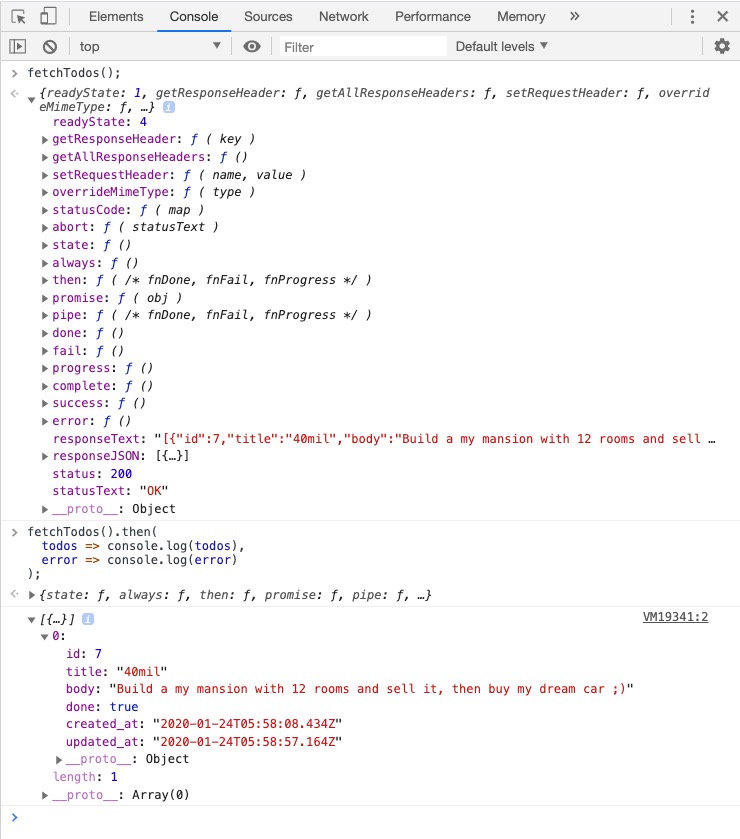 Elements Console Sources Network Performance Memory »
top Filter Default levels
fetchTodos();
{readyState: 1, getResponseHeader: ƒ, getAllResponseHeaders: ƒ, setRequestHeader: ƒ, overrid
eMimeType: ƒ, …} i
readyState: 4
getResponseHeader: ƒ ( key )
getAllResponseHeaders: ƒ ()
setRequestHeader: ƒ ( name, value )
overrideMimeType: ƒ ( type )
statusCode: ƒ ( map )
abort: ƒ ( statusText )
state: ƒ ()
always: ƒ ()
then: ƒ ( /* fnDone, fnFail, fnProgress */ )
promise: ƒ ( obj )
pipe: ƒ ( /* fnDone, fnFail, fnProgress */ )
done: ƒ ()
fail: ƒ ()
progress: ƒ ()
complete: ƒ ()
success: ƒ ()
error: ƒ ()
responseText: "[{"id":7,"title":"40mil","body":"Build a my mansion with 12 rooms and sell …
responseJSON: [{…}]
status: 200
statusText: "OK"
__proto__: Object
fetchTodos().then(
todos => console.log(todos),
error => console.log(error)
);
{state: ƒ, always: ƒ, then: ƒ, promise: ƒ, pipe: ƒ, …}
[{…}] i VM19341:2
0:
id: 7
title: "40mil"
body: "Build a my mansion with 12 rooms and sell it, then buy my dream car ;)"
done: true
created_at: "2020-01-24T05:58:08.434Z"
updated_at: "2020-01-24T05:58:57.164Z"
__proto__: Object
length: 1
__proto__: Array(0)